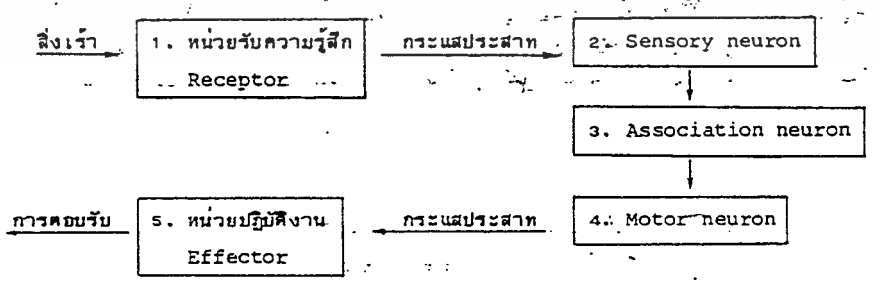 สิ่งเร้า
1. หน่วยรับความรู้สึก
Receptor
กระแสประสาท
2. Sensory neuron
3. Association neuron
4. Motor neuron
กระแสประสาท
5. หน่วยปฏิบัติงาน
Effector
การตอบรับ